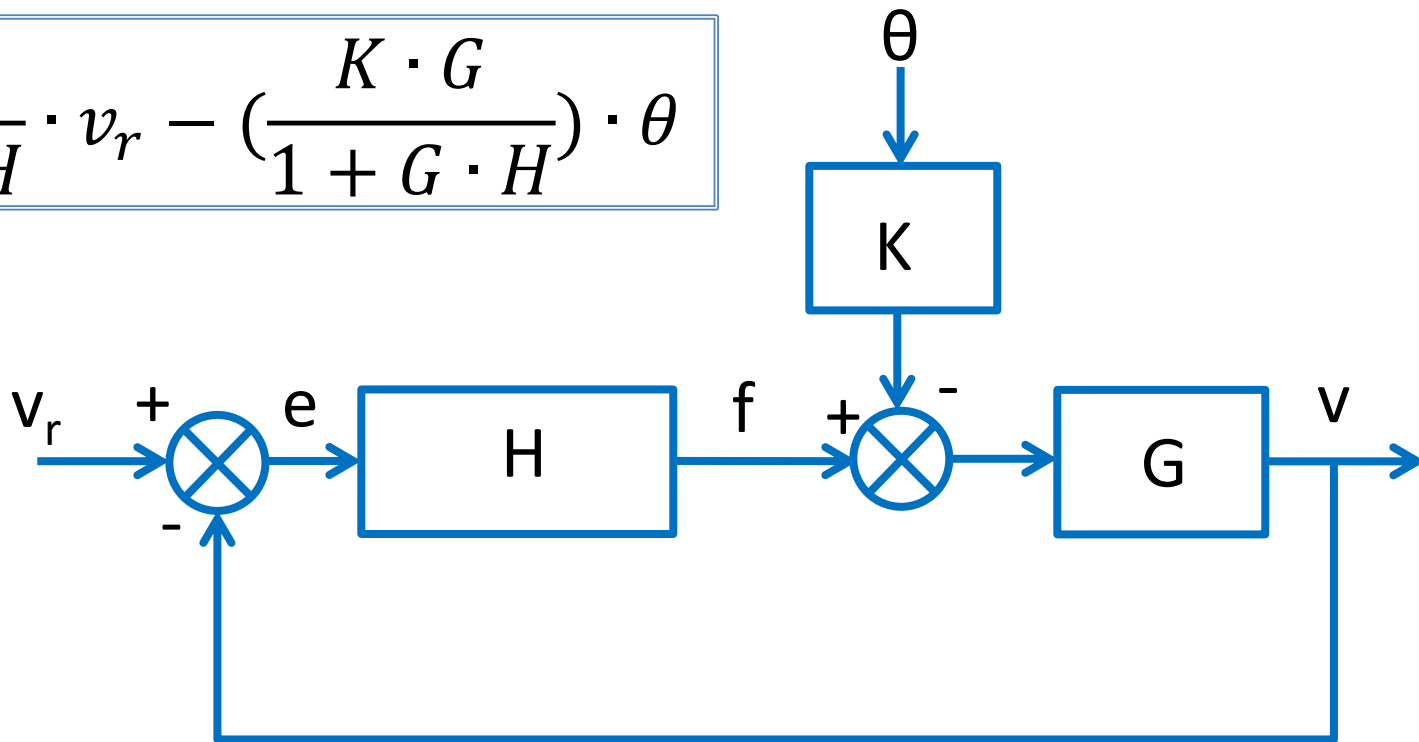 θ
K · G
H · v_r − ( ) · θ
1 + G · H
K
v_r + e H f + - G v
-